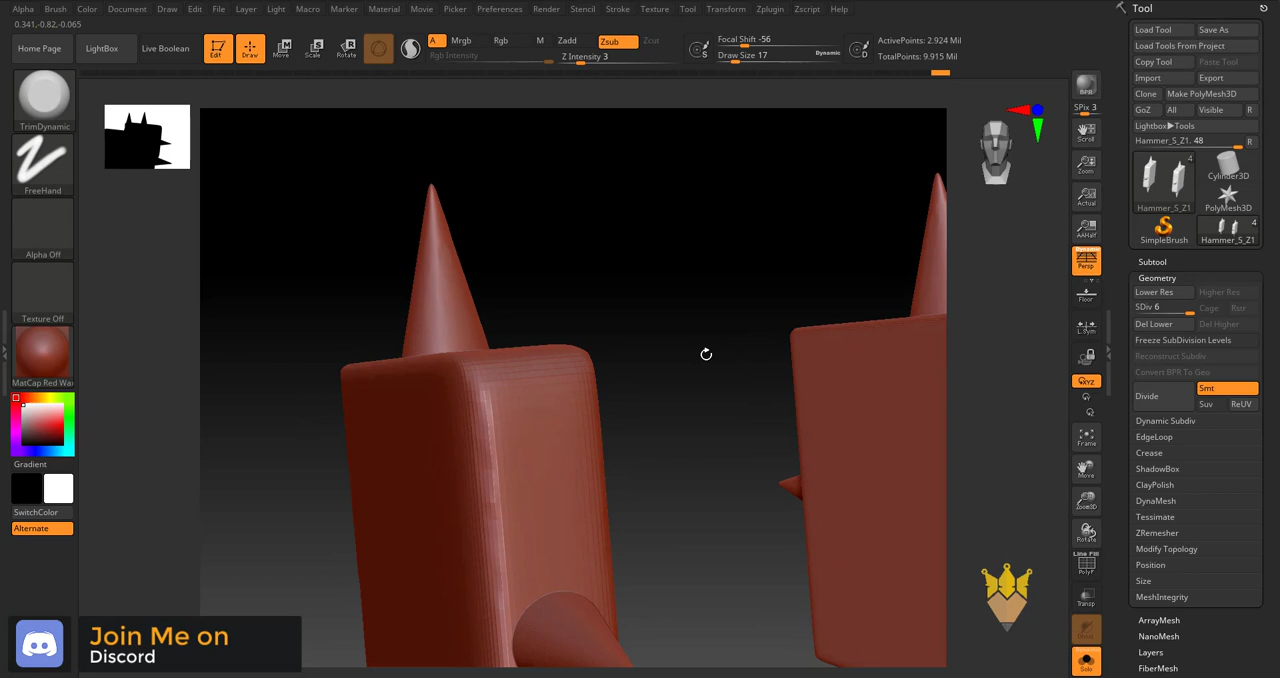 Alpha Brush Color Document Draw Edit File Layer Light Macro Marker Material Movie Picker Preferences Render Stencil Stroke Texture Tool Transform Zplugin Zscript Help
0.341,-0.82,-0.065
Home Page LightBox Live Boolean Edit Draw Move Scale Rotate
A Mrgb Rgb M Zadd Zsub Zcut
Rgb Intensity Z Intensity 3
Focal Shift -56
Draw Size 17 Dynamic
S D
ActivePoints: 2.924 Mil
TotalPoints: 9.915 Mil
TrimDynamic
FreeHand
Alpha Off
Texture Off
MatCap Red Wa
Gradient
SwitchColor
Alternate
Join Me on
Discord
BPR
SPix 3
Scroll
Zoom
Actual
AAHalf
Dynamic
Persp
Floor
L.Sym
XYZ
Frame
Move
Zoom3D
Rotate
Line Fill
PolyF
Transp
Solo
Tool
Load Tool Save As
Load Tools From Project
Copy Tool Paste Tool
Import Export
Clone Make PolyMesh3D
GoZ All Visible R
Lightbox▶Tools
Hammer_S_Z1. 48 R
4
Cylinder3D
Hammer_S_Z1 PolyMesh3D
4
SimpleBrush Hammer_S_Z1
Subtool
Geometry
Lower Res Higher Res
SDiv 6 Cage Rstr
Del Lower Del Higher
Freeze SubDivision Levels
Reconstruct Subdiv
Convert BPR To Geo
Divide Smt
Suv ReUV
Dynamic Subdiv
EdgeLoop
Crease
ShadowBox
ClayPolish
DynaMesh
Tessimate
ZRemesher
Modify Topology
Position
Size
MeshIntegrity
ArrayMesh
NanoMesh
Layers
FiberMesh